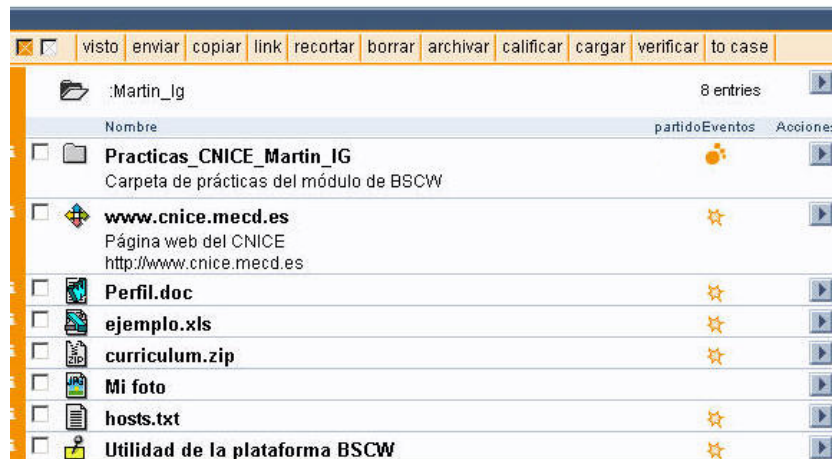 visto enviar copiar link recortar borrar archivar calificar cargar verificar to case
:Martin_Ig 8 entries
Nombre partidoEventos Acciones
Practicas_CNICE_Martin_IG
Carpeta de prácticas del módulo de BSCW
www.cnice.mecd.es
Página web del CNICE
http://www.cnice.mecd.es
Perfil.doc
ejemplo.xls
curriculum.zip
Mi foto
hosts.txt
Utilidad de la plataforma BSCW